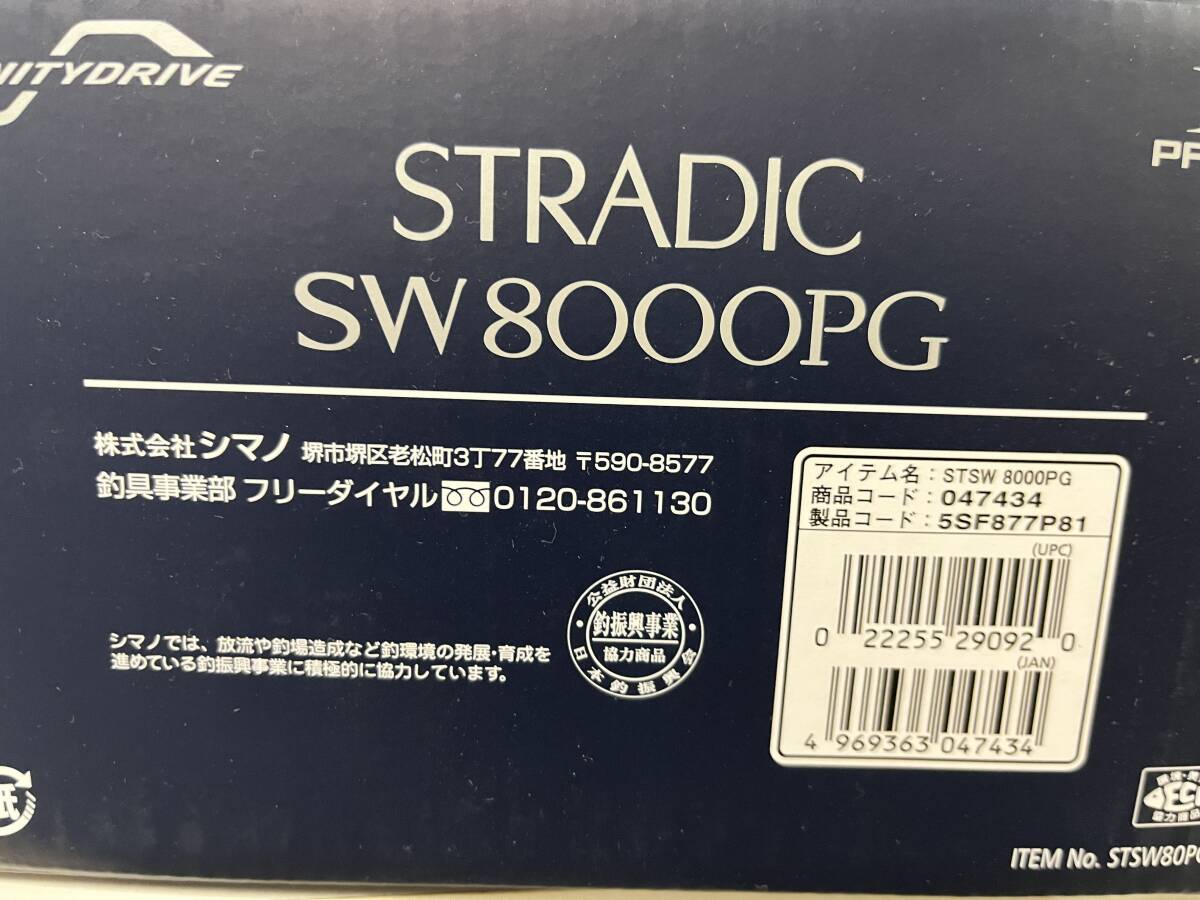 NITYDRIVE
STRADIC
SW 8000PG
株式会社 シマノ 堺市堺区老松町3丁77番地 〒590-8577
釣具事業部 フリーダイヤル 0120-861130
シマノでは、放流や釣場造成など釣環境の発展・育成を
進めている釣振興事業に積極的に協力しています。
公益財団法人
釣振興事業
協力商品
日本釣振興会
アイテム名: STSW 8000PG
商品コード: 047434
製品コード: 5SF877P81
(UPC)
0 22255 29092 0
(JAN)
4 969363 047434
紙
ITEM No. STSW80PG